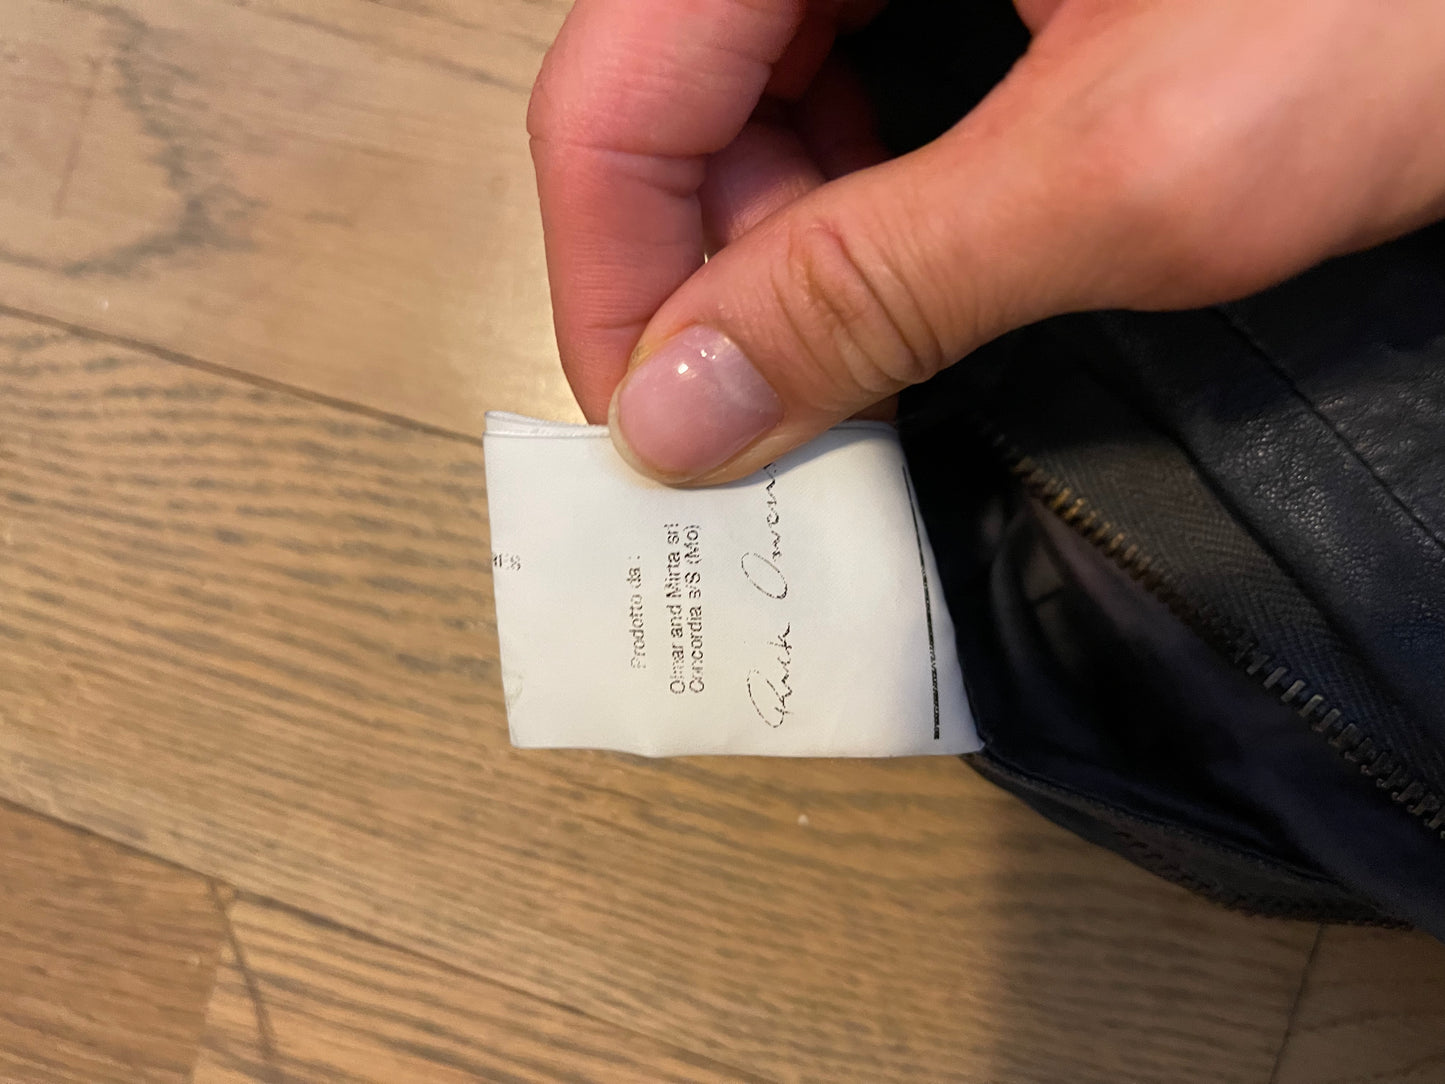 Prodotto da :
Olmar and Mirta srl
Concordia s/S (Mo)
Rick Owens